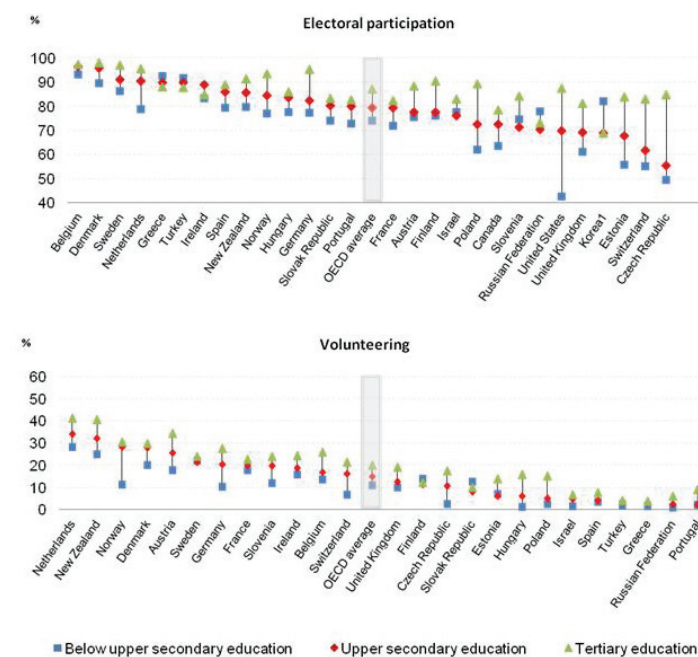 Electoral participation
%
100
90
80
70
60
50
40
Belgium
Denmark
Sweden
Netherlands
Greece
Turkey
Ireland
Spain
New Zealand
Norway
Hungary
Germany
Slovak Republic
Portugal
OECD average
France
Austria
Finland
Israel
Poland
Canada
Slovenia
Russian Federation
United States
United Kingdom
Korea1
Estonia
Switzerland
Czech Republic
%
Volunteering
60
50
40
30
20
10
0
Netherlands
New Zealand
Norway
Denmark
Austria
Sweden
Germany
France
Slovenia
Ireland
Belgium
Switzerland
OECD average
United Kingdom
Finland
Czech Republic
Slovak Republic
Estonia
Hungary
Poland
Israel
Spain
Turkey
Greece
Russian Federation
Portugal
Below upper secondary education Upper secondary education Tertiary education